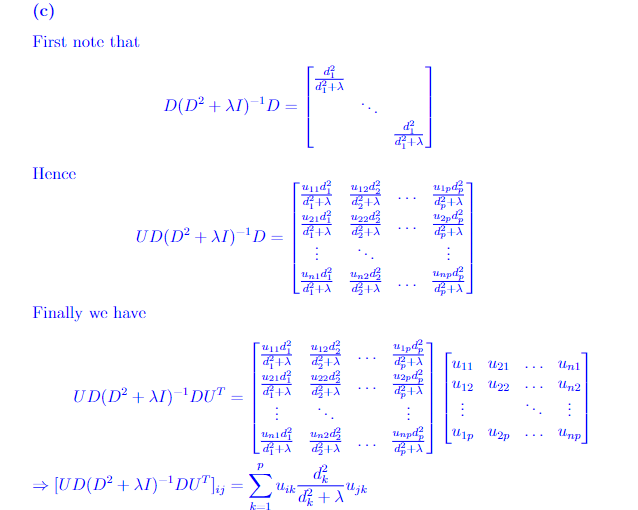 (c)
First note that
$D(D^2 + \lambda I)^{-1}D = \begin{bmatrix} \frac{d_1^2}{d_1^2+\lambda} & & \\ & \ddots & \\ & & \frac{d_1^2}{d_1^2+\lambda} \end{bmatrix}$
Hence
$UD(D^2 + \lambda I)^{-1}D = \begin{bmatrix} \frac{u_{11}d_1^2}{d_1^2+\lambda} & \frac{u_{12}d_2^2}{d_2^2+\lambda} & \dots & \frac{u_{1p}d_p^2}{d_p^2+\lambda} \\ \frac{u_{21}d_1^2}{d_1^2+\lambda} & \frac{u_{22}d_2^2}{d_2^2+\lambda} & \dots & \frac{u_{2p}d_p^2}{d_p^2+\lambda} \\ \vdots & \ddots & & \vdots \\ \frac{u_{n1}d_1^2}{d_1^2+\lambda} & \frac{u_{n2}d_2^2}{d_2^2+\lambda} & \dots & \frac{u_{np}d_p^2}{d_p^2+\lambda} \end{bmatrix}$
Finally we have
$UD(D^2 + \lambda I)^{-1}DU^T = \begin{bmatrix} \frac{u_{11}d_1^2}{d_1^2+\lambda} & \frac{u_{12}d_2^2}{d_2^2+\lambda} & \dots & \frac{u_{1p}d_p^2}{d_p^2+\lambda} \\ \frac{u_{21}d_1^2}{d_1^2+\lambda} & \frac{u_{22}d_2^2}{d_2^2+\lambda} & \dots & \frac{u_{2p}d_p^2}{d_p^2+\lambda} \\ \vdots & \ddots & & \vdots \\ \frac{u_{n1}d_1^2}{d_1^2+\lambda} & \frac{u_{n2}d_2^2}{d_2^2+\lambda} & \dots & \frac{u_{np}d_p^2}{d_p^2+\lambda} \end{bmatrix} \begin{bmatrix} u_{11} & u_{21} & \dots & u_{n1} \\ u_{12} & u_{22} & \dots & u_{n2} \\ \vdots & & \ddots & \vdots \\ u_{1p} & u_{2p} & \dots & u_{np} \end{bmatrix}$
$\Rightarrow [UD(D^2 + \lambda I)^{-1}DU^T]_{ij} = \sum_{k=1}^{p} u_{ik} \frac{d_k^2}{d_k^2 + \lambda} u_{jk}$